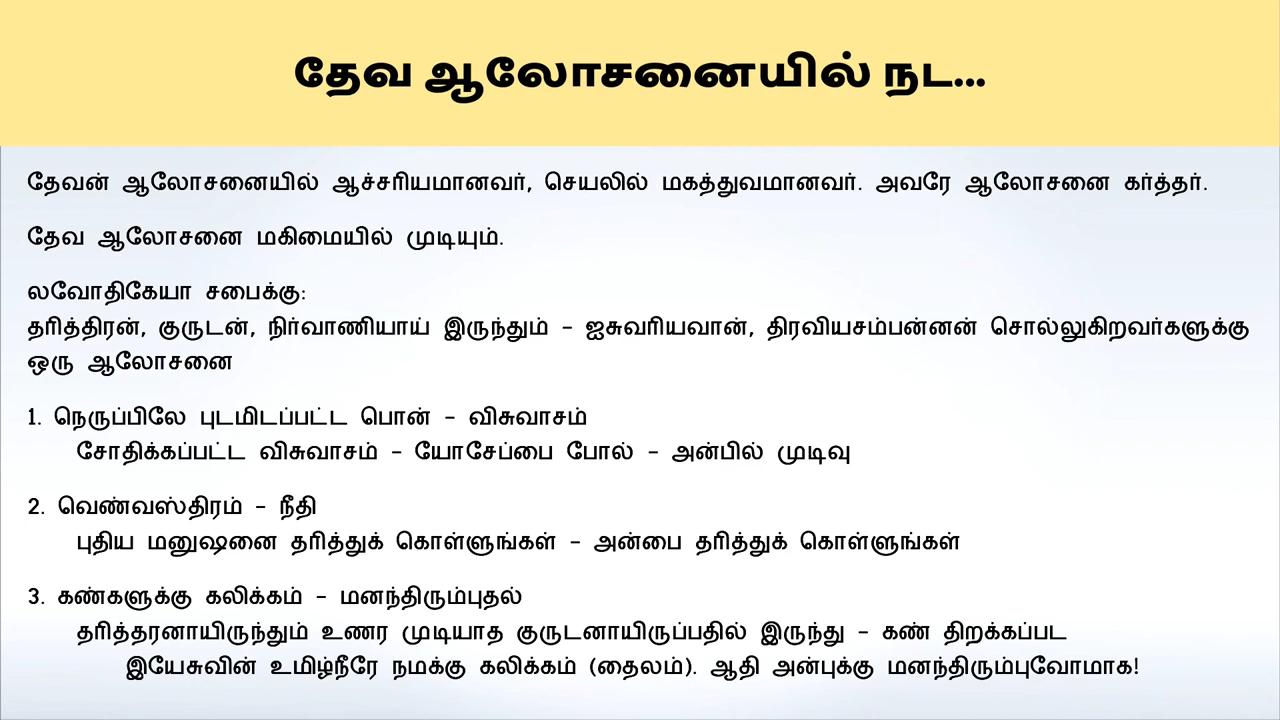 தேவ ஆலோசனையில் நட...
தேவன் ஆலோசனையில் ஆச்சரியமானவர், செயலில் மகத்துவமானவர். அவரே ஆலோசனை கர்த்தர்.
தேவ ஆலோசனை மகிமையில் முடியும்.
லவோதிகேயா சபைக்கு:
தரித்திரன், குருடன், நிர்வாணியாய் இருந்தும் - ஐசுவரியவான், திரவியசம்பன்னன் சொல்லுகிறவர்களுக்கு
ஒரு ஆலோசனை
1. நெருப்பிலே புடமிடப்பட்ட பொன் - விசுவாசம்
சோதிக்கப்பட்ட விசுவாசம் - யோசேப்பை போல் - அன்பில் முடிவு
2. வெண்வஸ்திரம் - நீதி
புதிய மனுஷனை தரித்துக் கொள்ளுங்கள் - அன்பை தரித்துக் கொள்ளுங்கள்
3. கண்களுக்கு கலிக்கம் - மனந்திரும்புதல்
தரித்தரனாயிருந்தும் உணர முடியாத குருடனாயிருப்பதில் இருந்து - கண் திறக்கப்பட
இயேசுவின் உமிழ்நீரே நமக்கு கலிக்கம் (தைலம்). ஆதி அன்புக்கு மனந்திரும்புவோமாக!